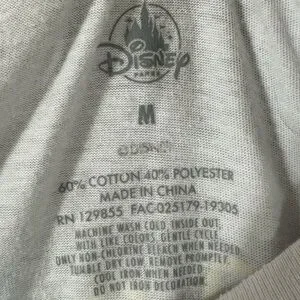 Disney
PARKS
M
©DISNEY
60% COTTON 40% POLYESTER
MADE IN CHINA
RN 129855 FAC-025179-19305
MACHINE WASH COLD, INSIDE OUT,
WITH LIKE COLORS, GENTLE CYCLE
ONLY NON-CHLORINE BLEACH WHEN NEEDED
TUMBLE DRY LOW, REMOVE PROMPTLY
COOL IRON WHEN NEEDED
DO NOT IRON DECORATION